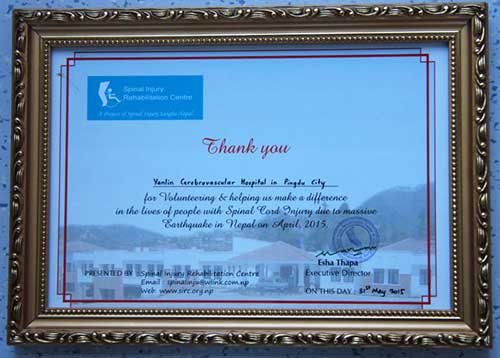 Spinal Injury
Rehabilitation Centre
A Project of Spinal Injury Sangha Nepal
Thank you
Yanlin Cerebrovascular Hospital in Pingdu City
for Volunteering & helping us make a difference
in the lives of people with Spinal Cord Injury due to massive
Earthquake in Nepal on April, 2015.
Esha Thapa
Executive Director
PRESENTED BY : Spinal Injury Rehabilitation Centre
Email : spinalinju@wlink.com.np
Web: www.sirc.org.np
ON THIS DAY : 31st May 2015